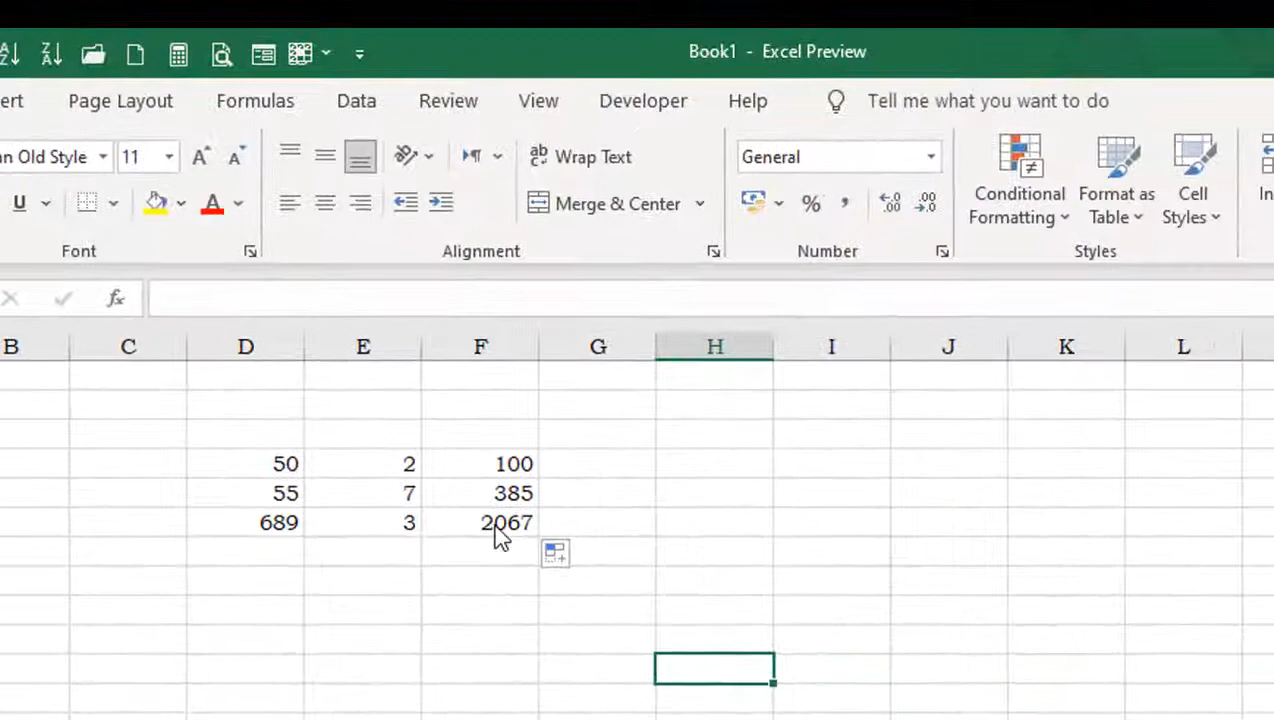 Book1 - Excel Preview
ert Page Layout Formulas Data Review View Developer Help Tell me what you want to do
an Old Style 11 Wrap Text General
U A Merge & Center % , Conditional Formatting Format as Table Cell Styles In
Font Alignment Number Styles
fx
B C D E F G H I J K L
50 2 100
55 7 385
689 3 2067